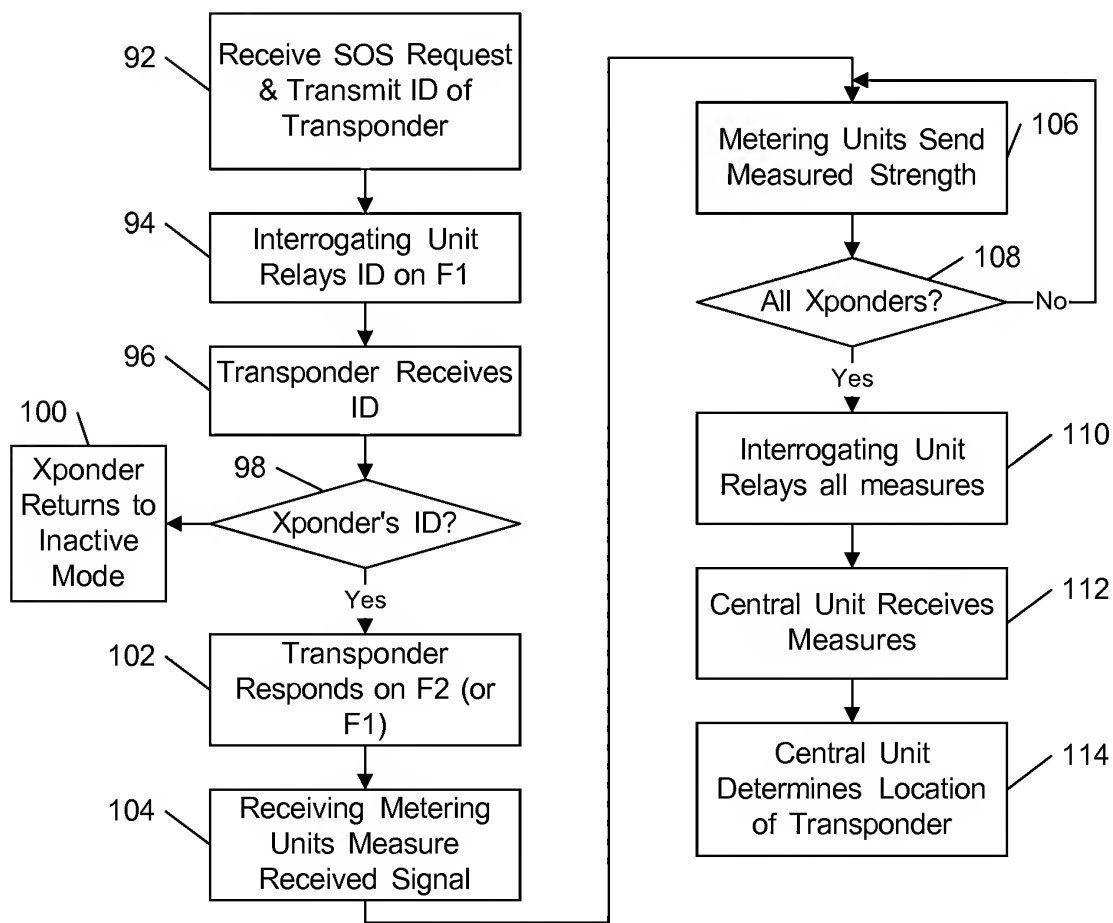 92
Receive SOS Request
& Transmit ID of
Transponder
94
Interrogating Unit
Relays ID on F1
96
Transponder Receives
ID
100
Xponder
Returns to
Inactive
Mode
98
Xponder's ID?
Yes
102
Transponder
Responds on F2 (or
F1)
104
Receiving Metering
Units Measure
Received Signal
Metering Units Send
Measured Strength
106
108
All Xponders?
No
Yes
Interrogating Unit
Relays all measures
110
Central Unit Receives
Measures
112
Central Unit
Determines Location
of Transponder
114